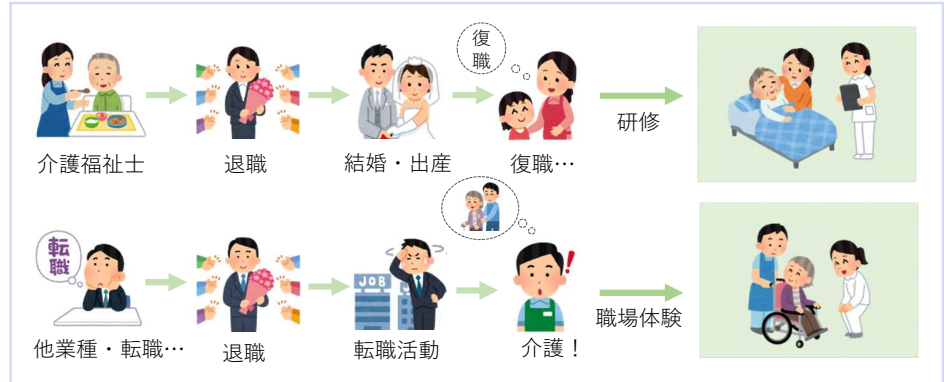 復職
研修
介護福祉士
退職
結婚・出産
復職…
転職
JOB
職場体験
他業種・転職…
退職
転職活動
介護！